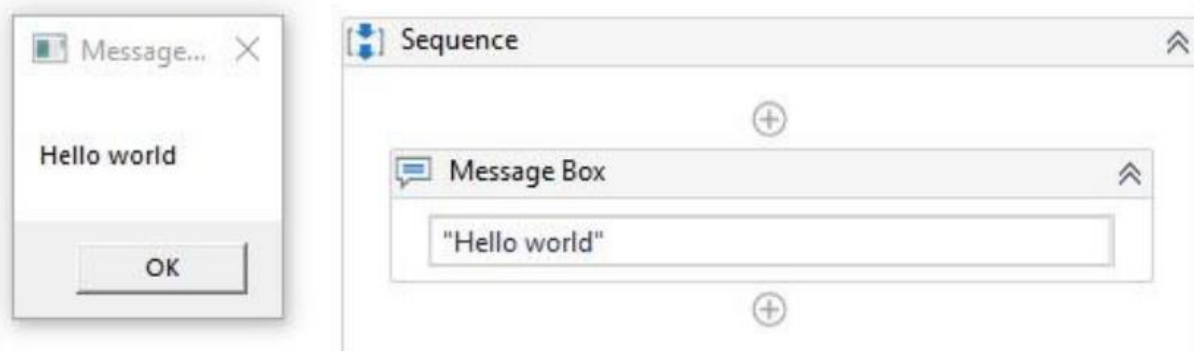 Message...
Hello world
OK
Sequence
Message Box
"Hello world"